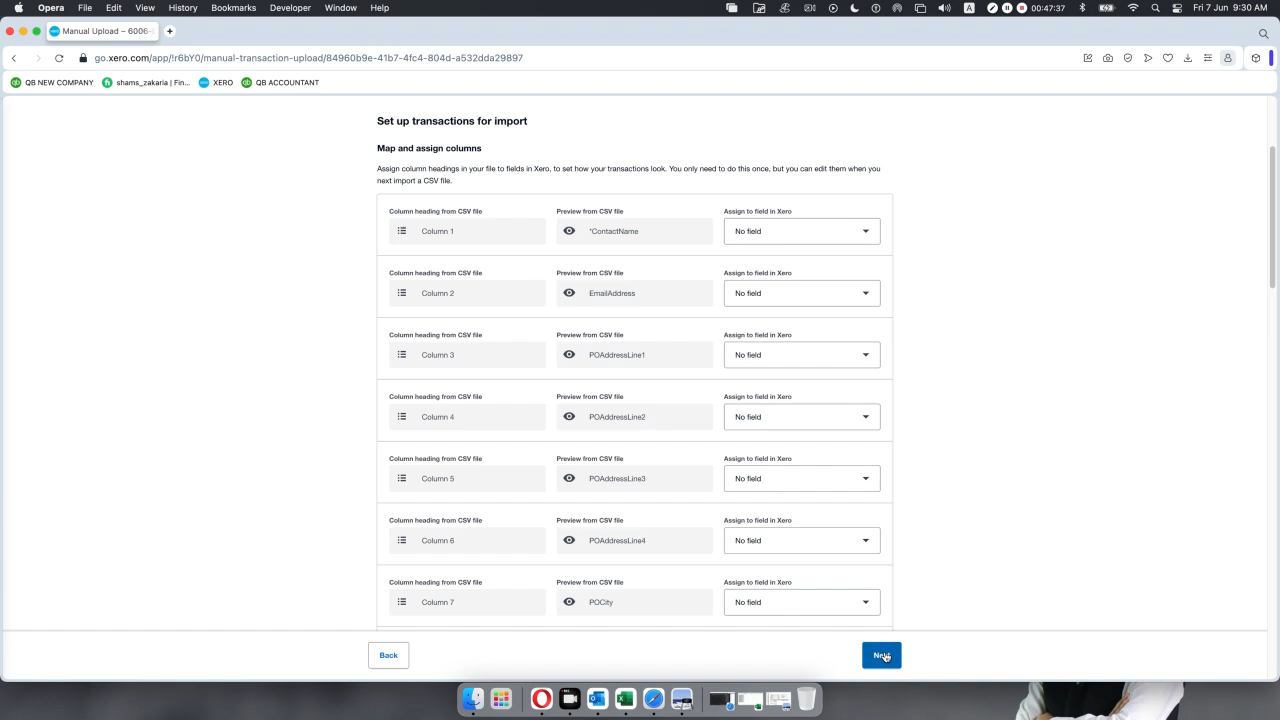 Opera File Edit View History Bookmarks Developer Window Help 00:47:37 Fri 7 Jun 9:30 AM
Manual Upload – 6006-
go.xero.com/app/!r6bY0/manual-transaction-upload/84960b9e-41b7-4fc4-804d-a532dda29897
QB NEW COMPANY shams_zakaria | Fin... XERO QB ACCOUNTANT
Set up transactions for import
Map and assign columns
Assign column headings in your file to fields in Xero, to set how your transactions look. You only need to do this once, but you can edit them when you
next import a CSV file.
Column heading from CSV file Preview from CSV file Assign to field in Xero
Column 1 *ContactName No field
Column heading from CSV file Preview from CSV file Assign to field in Xero
Column 2 EmailAddress No field
Column heading from CSV file Preview from CSV file Assign to field in Xero
Column 3 POAddressLine1 No field
Column heading from CSV file Preview from CSV file Assign to field in Xero
Column 4 POAddressLine2 No field
Column heading from CSV file Preview from CSV file Assign to field in Xero
Column 5 POAddressLine3 No field
Column heading from CSV file Preview from CSV file Assign to field in Xero
Column 6 POAddressLine4 No field
Column heading from CSV file Preview from CSV file Assign to field in Xero
Column 7 POCity No field
Back Next